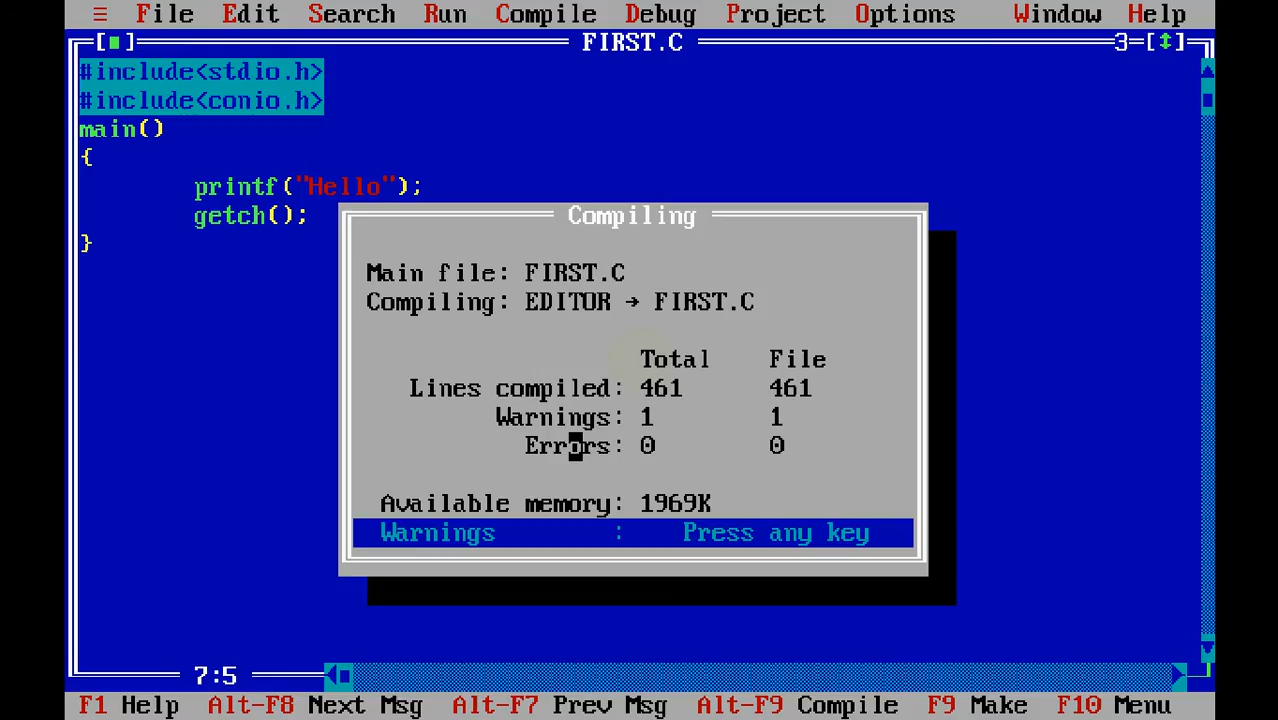 ≡ File Edit Search Run Compile Debug Project Options Window Help
[■] FIRST.C 3=[↕]
#include<stdio.h>
#include<conio.h>
main()
{
printf("Hello");
getch();
}
Compiling
Main file: FIRST.C
Compiling: EDITOR → FIRST.C
Total File
Lines compiled: 461 461
Warnings: 1 1
Errors: 0 0
Available memory: 1969K
Warnings : Press any key
7:5
F1 Help Alt-F8 Next Msg Alt-F7 Prev Msg Alt-F9 Compile F9 Make F10 Menu